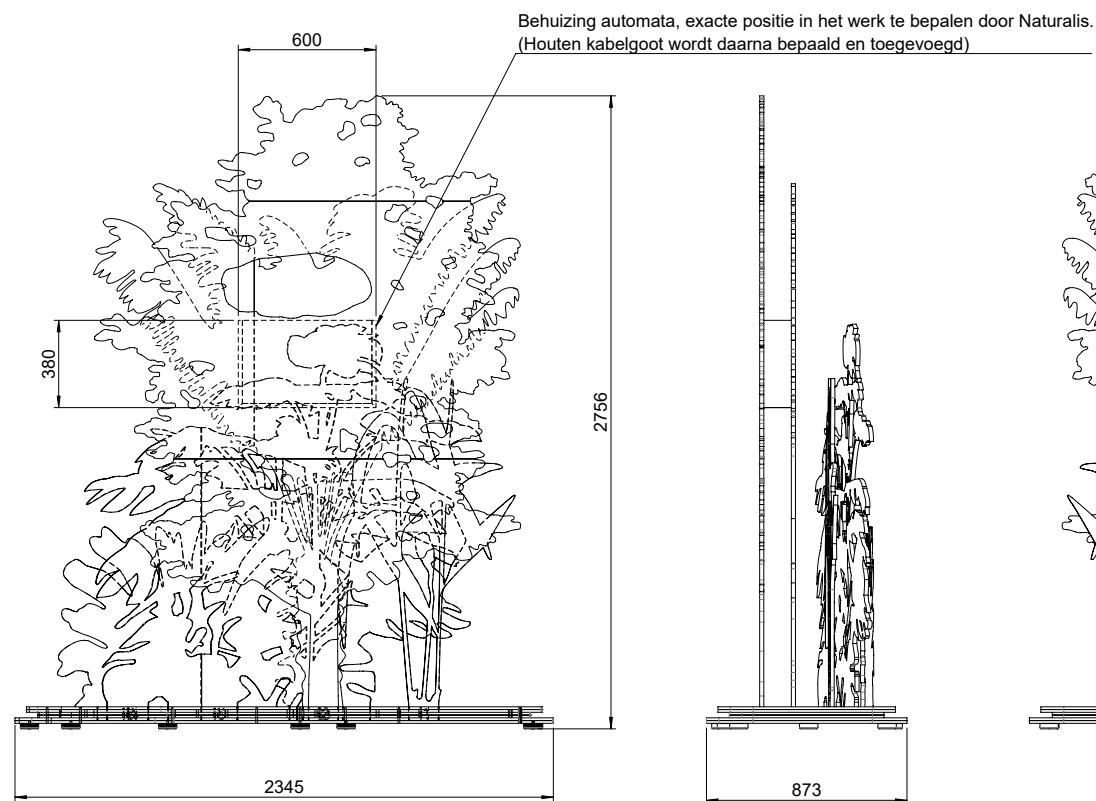 Behuizing automata, exacte positie in het werk te bepalen door Naturalis.
(Houten kabelgoot wordt daarna bepaald en toegevoegd)
600
380
2756
2345
873